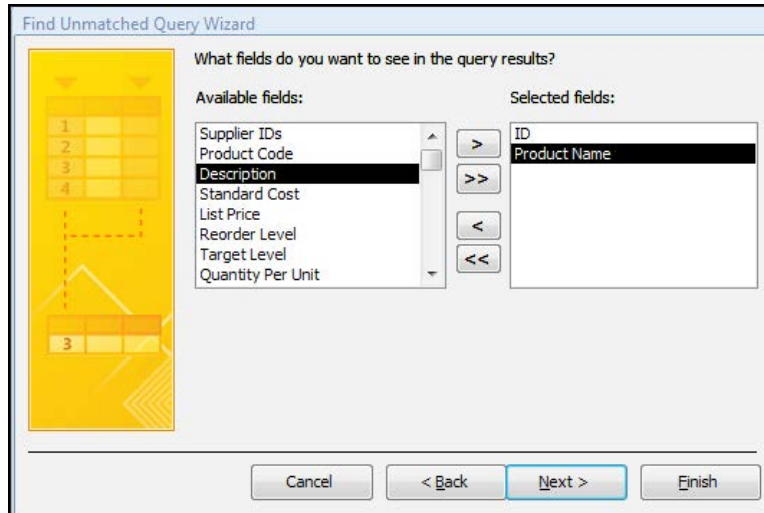 Find Unmatched Query Wizard
What fields do you want to see in the query results?
Available fields:
Selected fields:
Supplier IDs
Product Code
Description
Standard Cost
List Price
Reorder Level
Target Level
Quantity Per Unit
>
>>
<
<<
ID
Product Name
1
2
3
4
3
Cancel
< Back
Next >
Finish